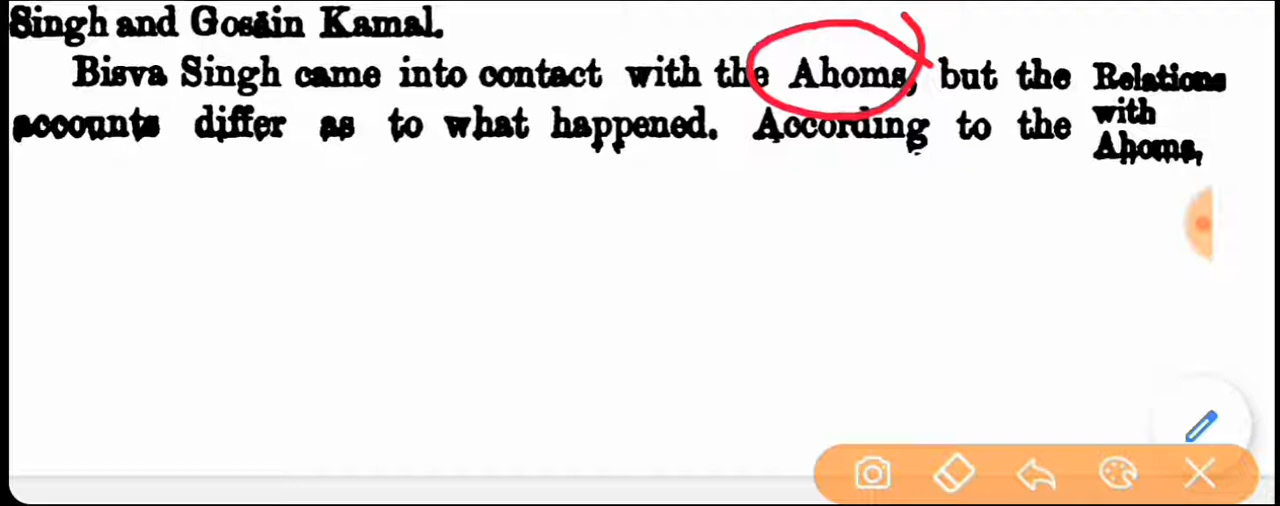 Singh and Gosáin Kamal.
Bisva Singh came into contact with the Ahoms, but the
accounts differ as to what happened. According to the
Relations
with
Ahoms,